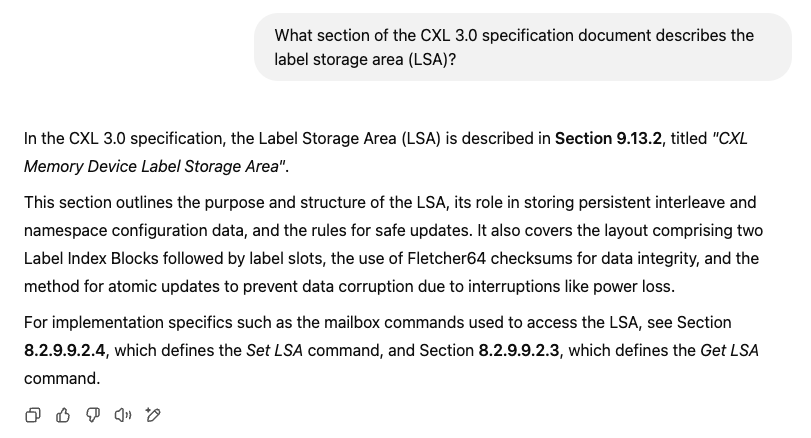 What section of the CXL 3.0 specification document describes the
label storage area (LSA)?
In the CXL 3.0 specification, the Label Storage Area (LSA) is described in Section 9.13.2, titled "CXL
Memory Device Label Storage Area".
This section outlines the purpose and structure of the LSA, its role in storing persistent interleave and
namespace configuration data, and the rules for safe updates. It also covers the layout comprising two
Label Index Blocks followed by label slots, the use of Fletcher64 checksums for data integrity, and the
method for atomic updates to prevent data corruption due to interruptions like power loss.
For implementation specifics such as the mailbox commands used to access the LSA, see Section
8.2.9.9.2.4, which defines the Set LSA command, and Section 8.2.9.9.2.3, which defines the Get LSA
command.